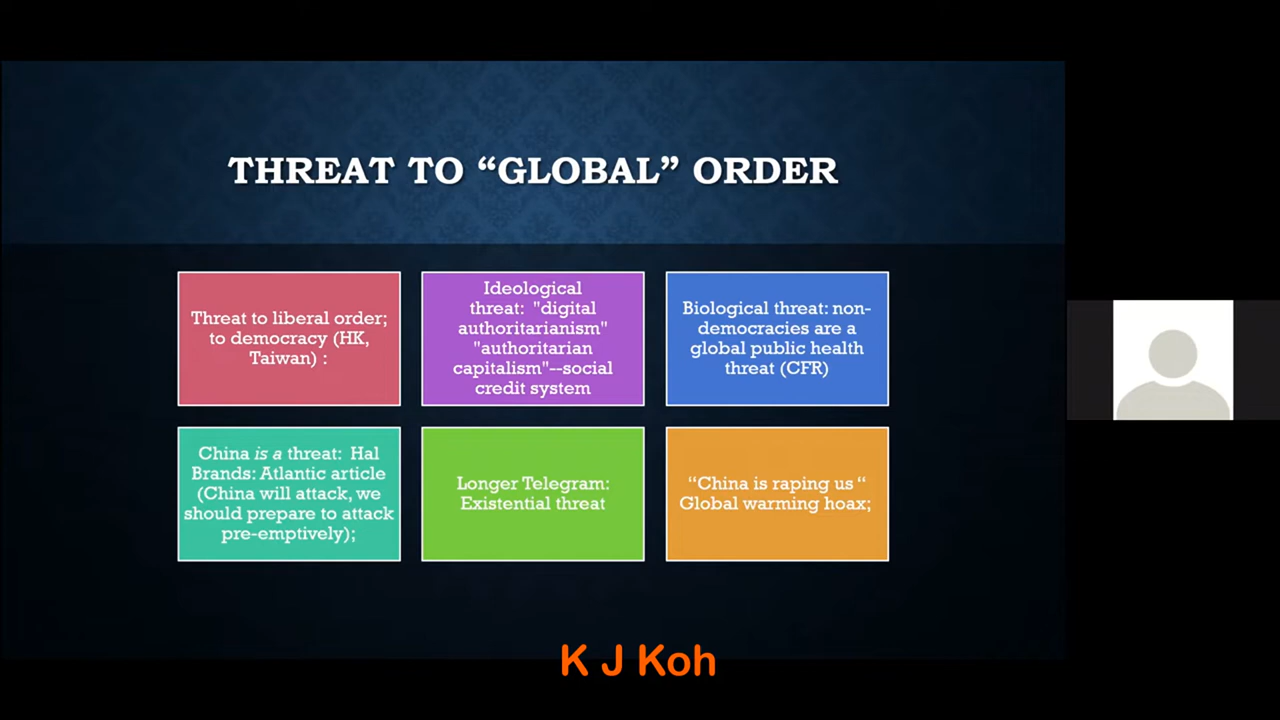 THREAT TO “GLOBAL” ORDER
Threat to liberal order;
to democracy (HK,
Taiwan) :
Ideological
threat: "digital
authoritarianism"
"authoritarian
capitalism"--social
credit system
Biological threat: non-
democracies are a
global public health
threat (CFR)
China is a threat: Hal
Brands: Atlantic article
(China will attack, we
should prepare to attack
pre-emptively);
Longer Telegram:
Existential threat
“China is raping us “
Global warming hoax;
K J Koh